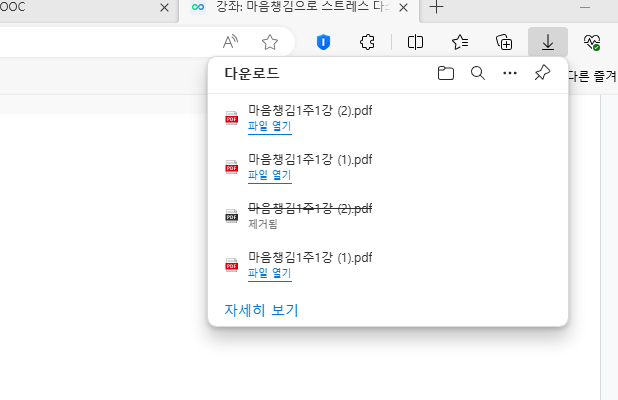 OOC
강좌: 마음챙김으로 스트레스 다스
다른 즐겨
다운로드
마음챙김1주1강 (2).pdf
파일 열기
마음챙김1주1강 (1).pdf
파일 열기
마음챙김1주1강 (2).pdf
제거됨
마음챙김1주1강 (1).pdf
파일 열기
자세히 보기